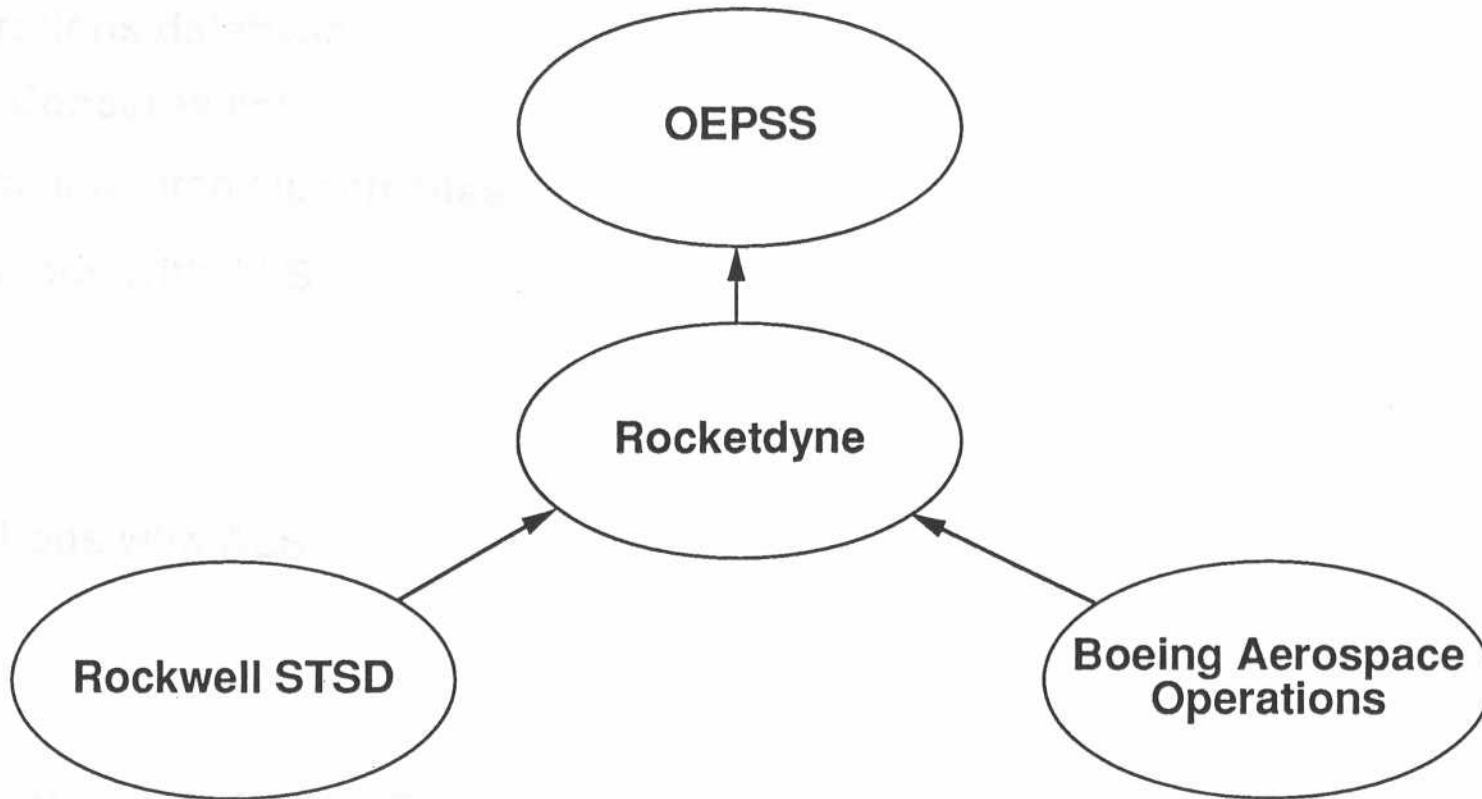 OEPSS
Rocketdyne
Rockwell STSD
Boeing Aerospace
Operations